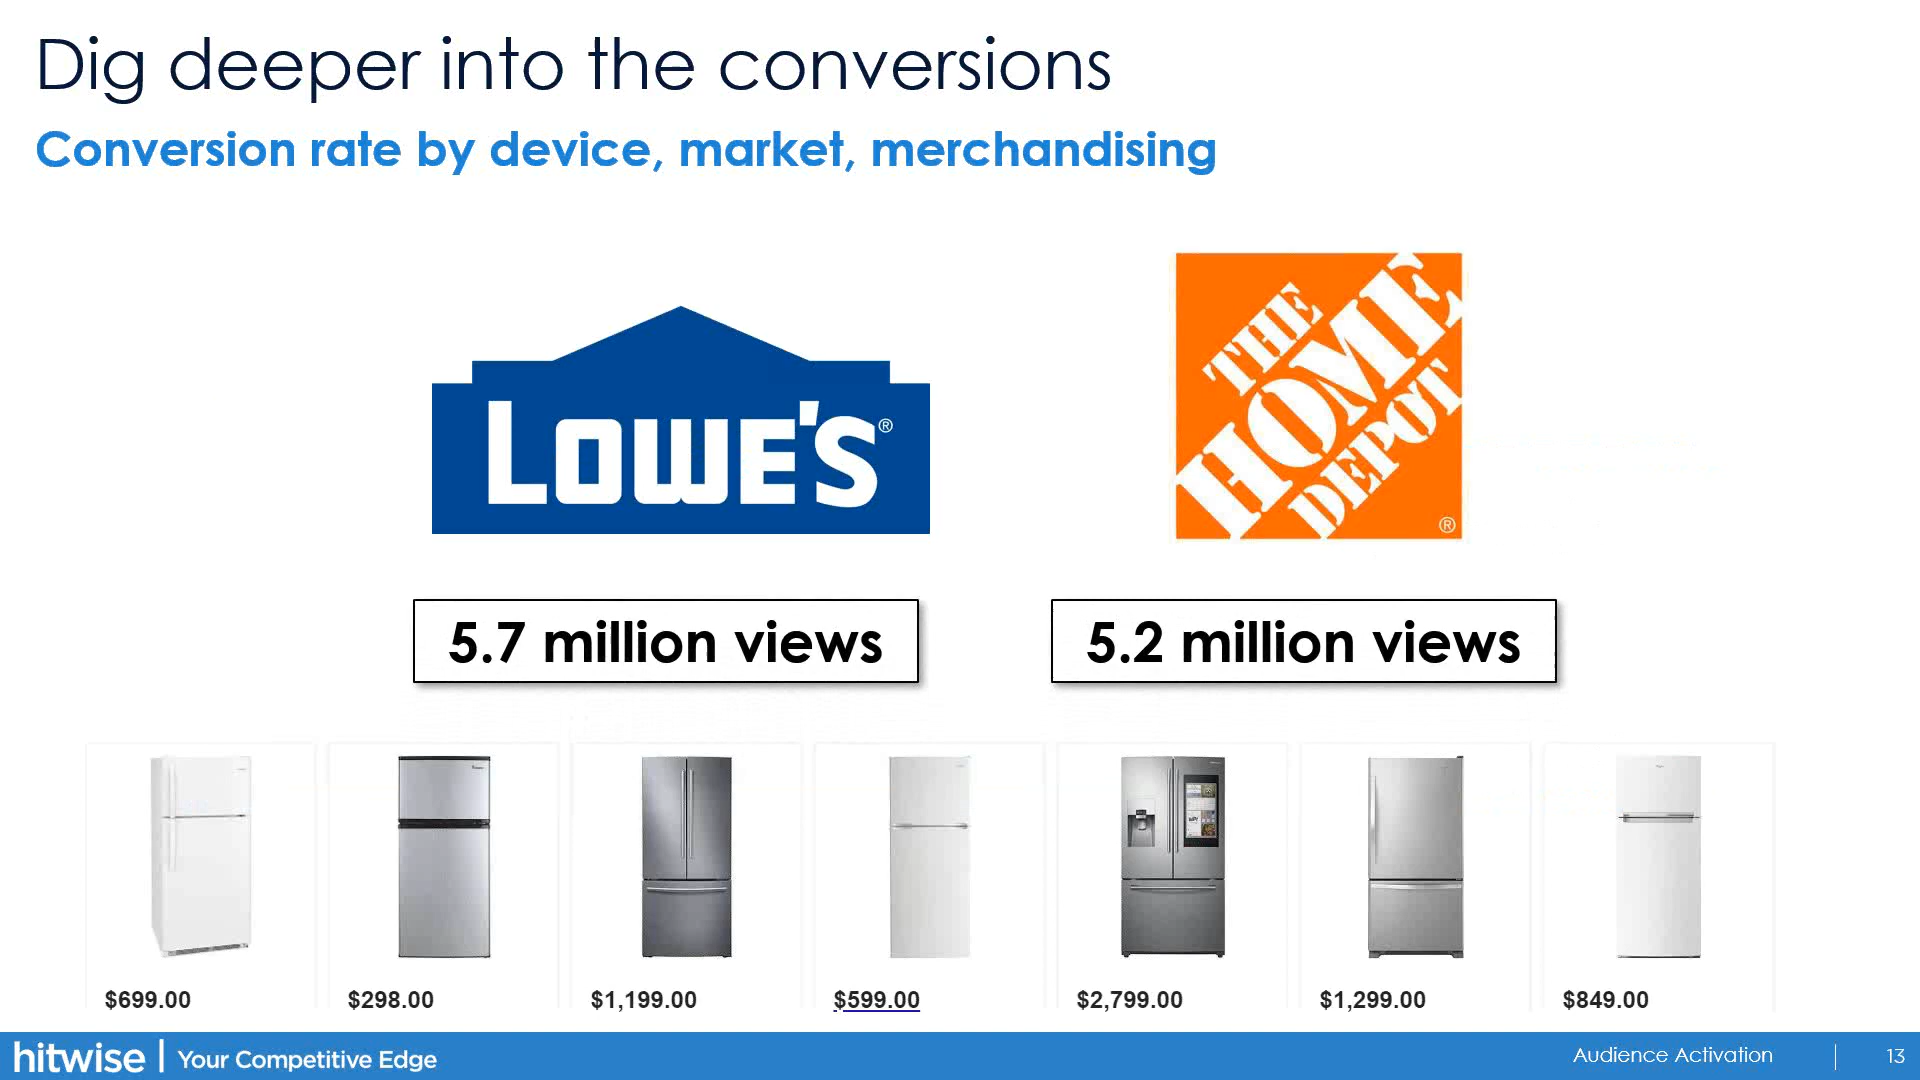 Dig deeper into the conversions
Conversion rate by device, market, merchandising
LOWE'S®
THE
HOME
DEPOT
®
5.7 million views
5.2 million views
$699.00
$298.00
$1,199.00
$599.00
$2,799.00
$1,299.00
$849.00
hitwise | Your Competitive Edge
Audience Activation | 13